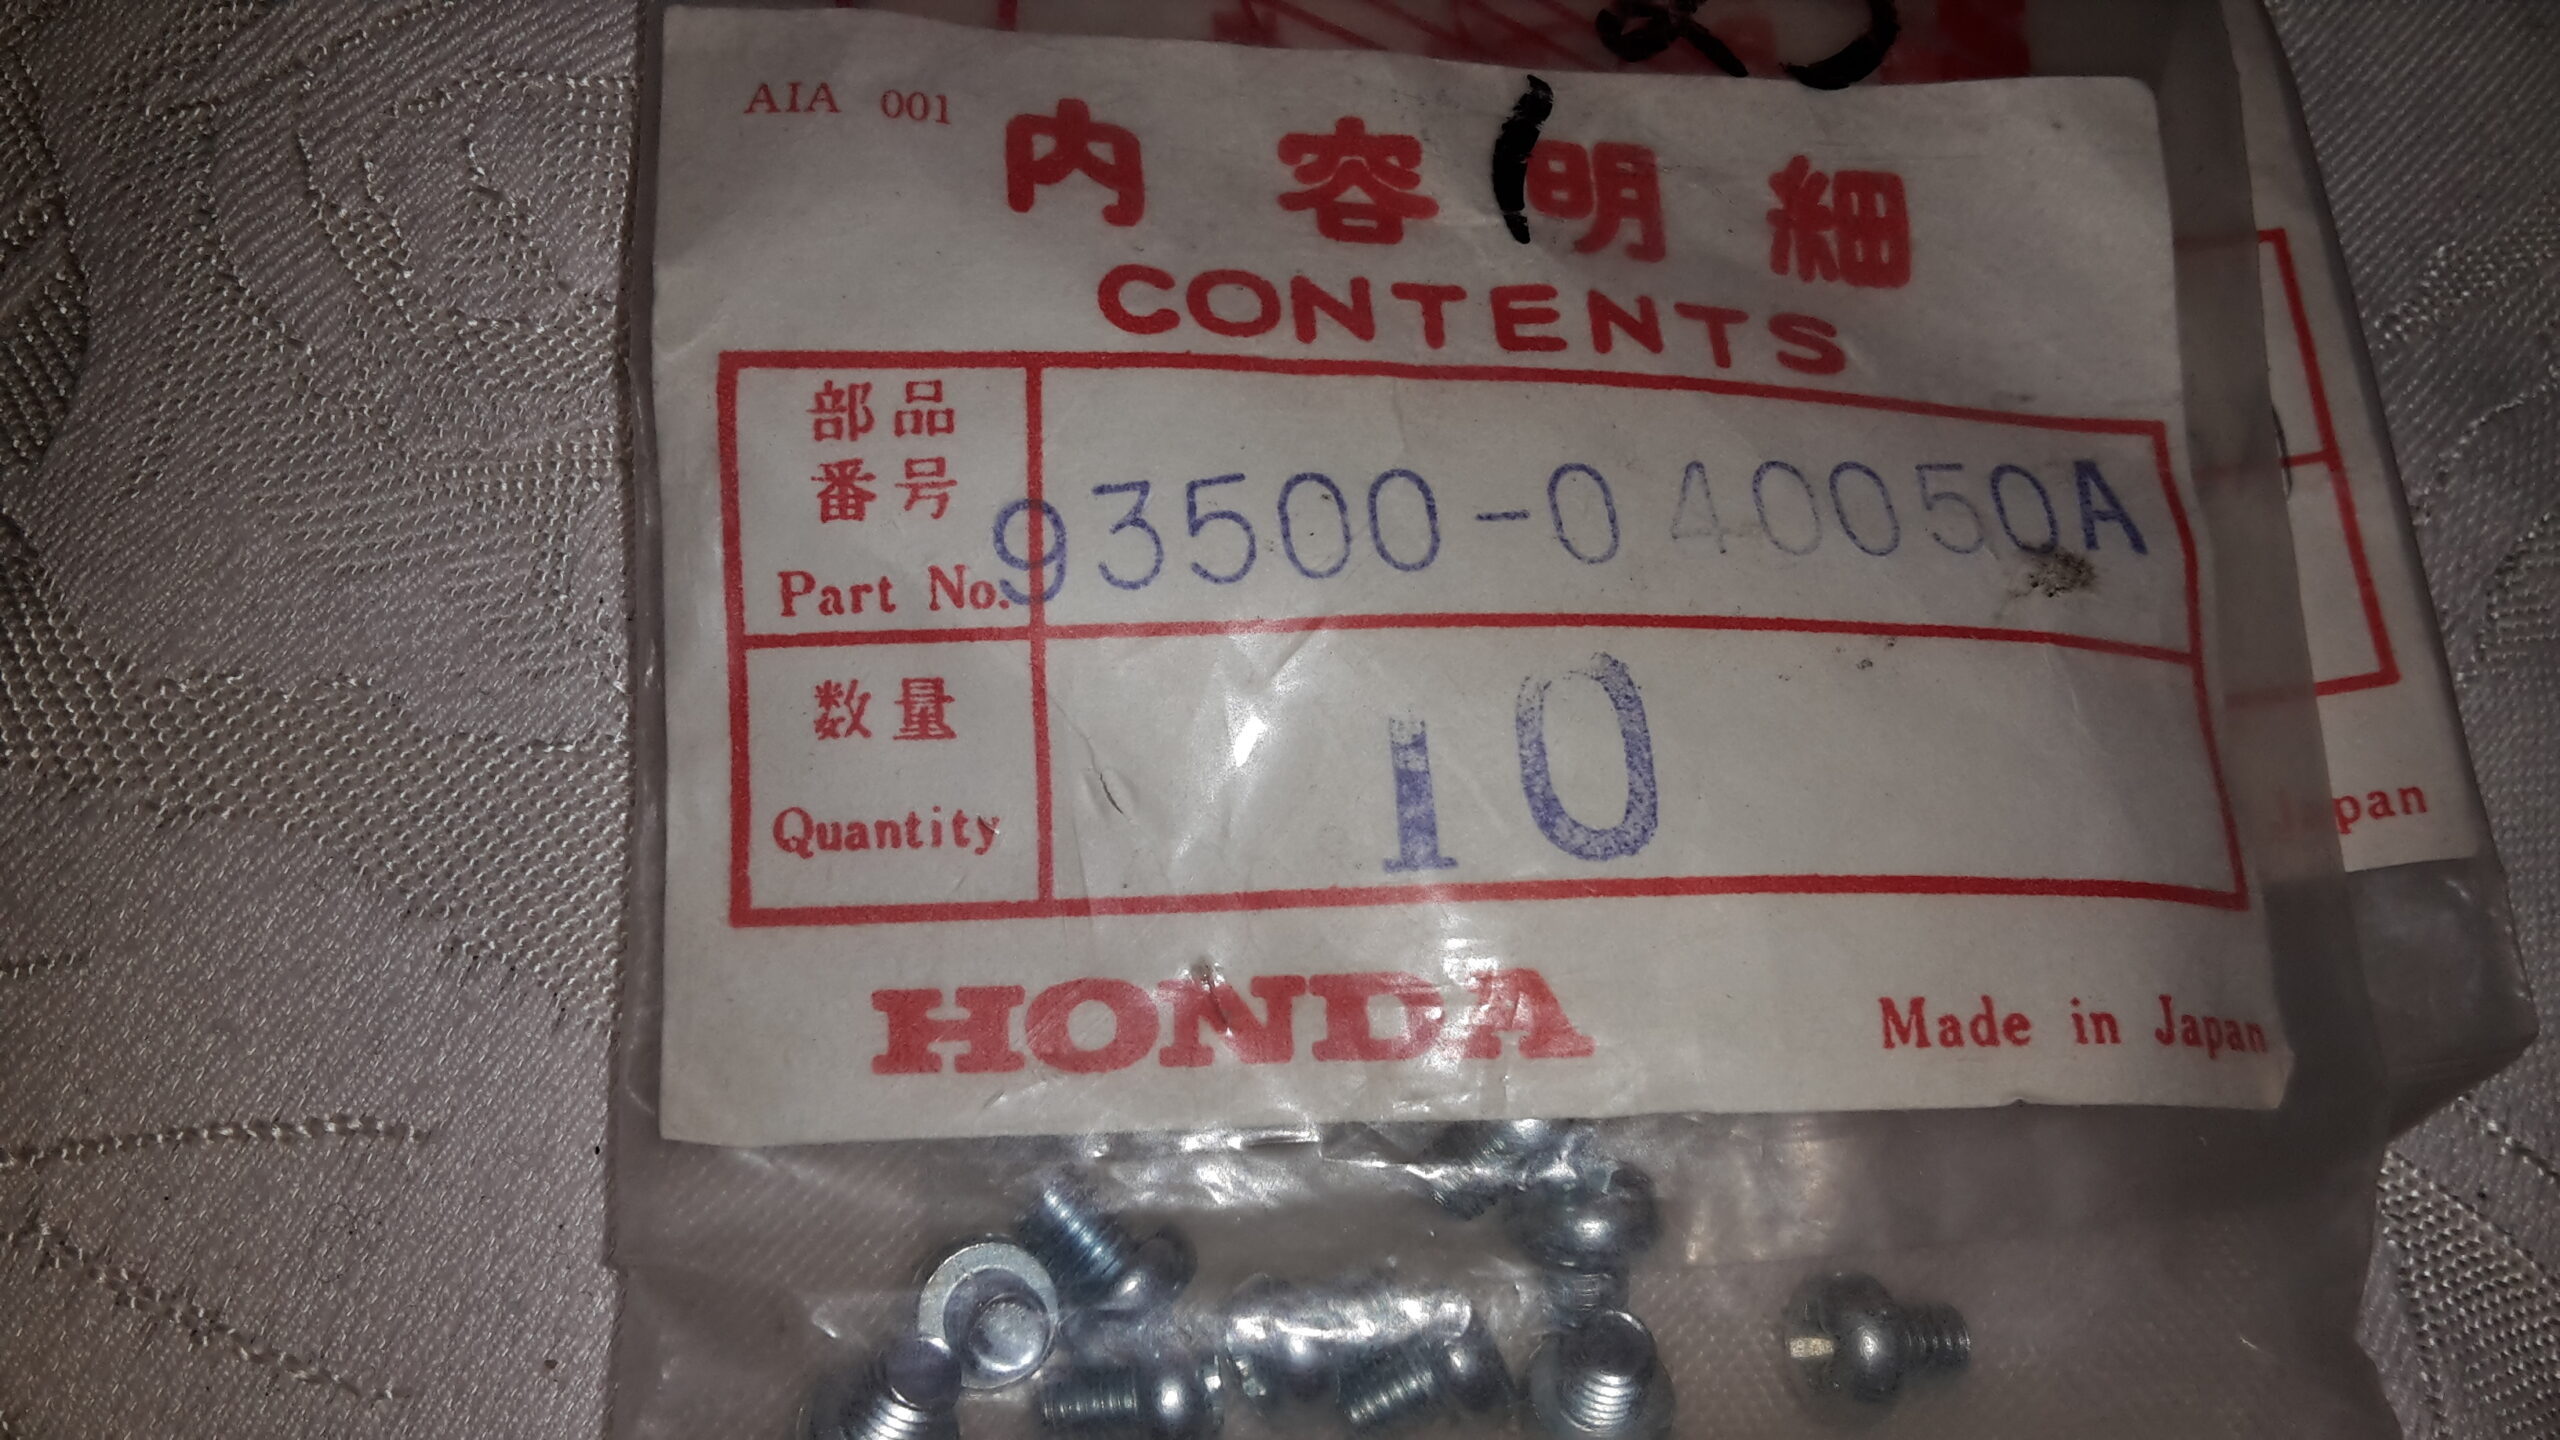 AIA 001
内容明細
CONTENTS
部品
番号
Part No. 93500-040050A
数量
Quantity 10
HONDA
Made in Japan
pan